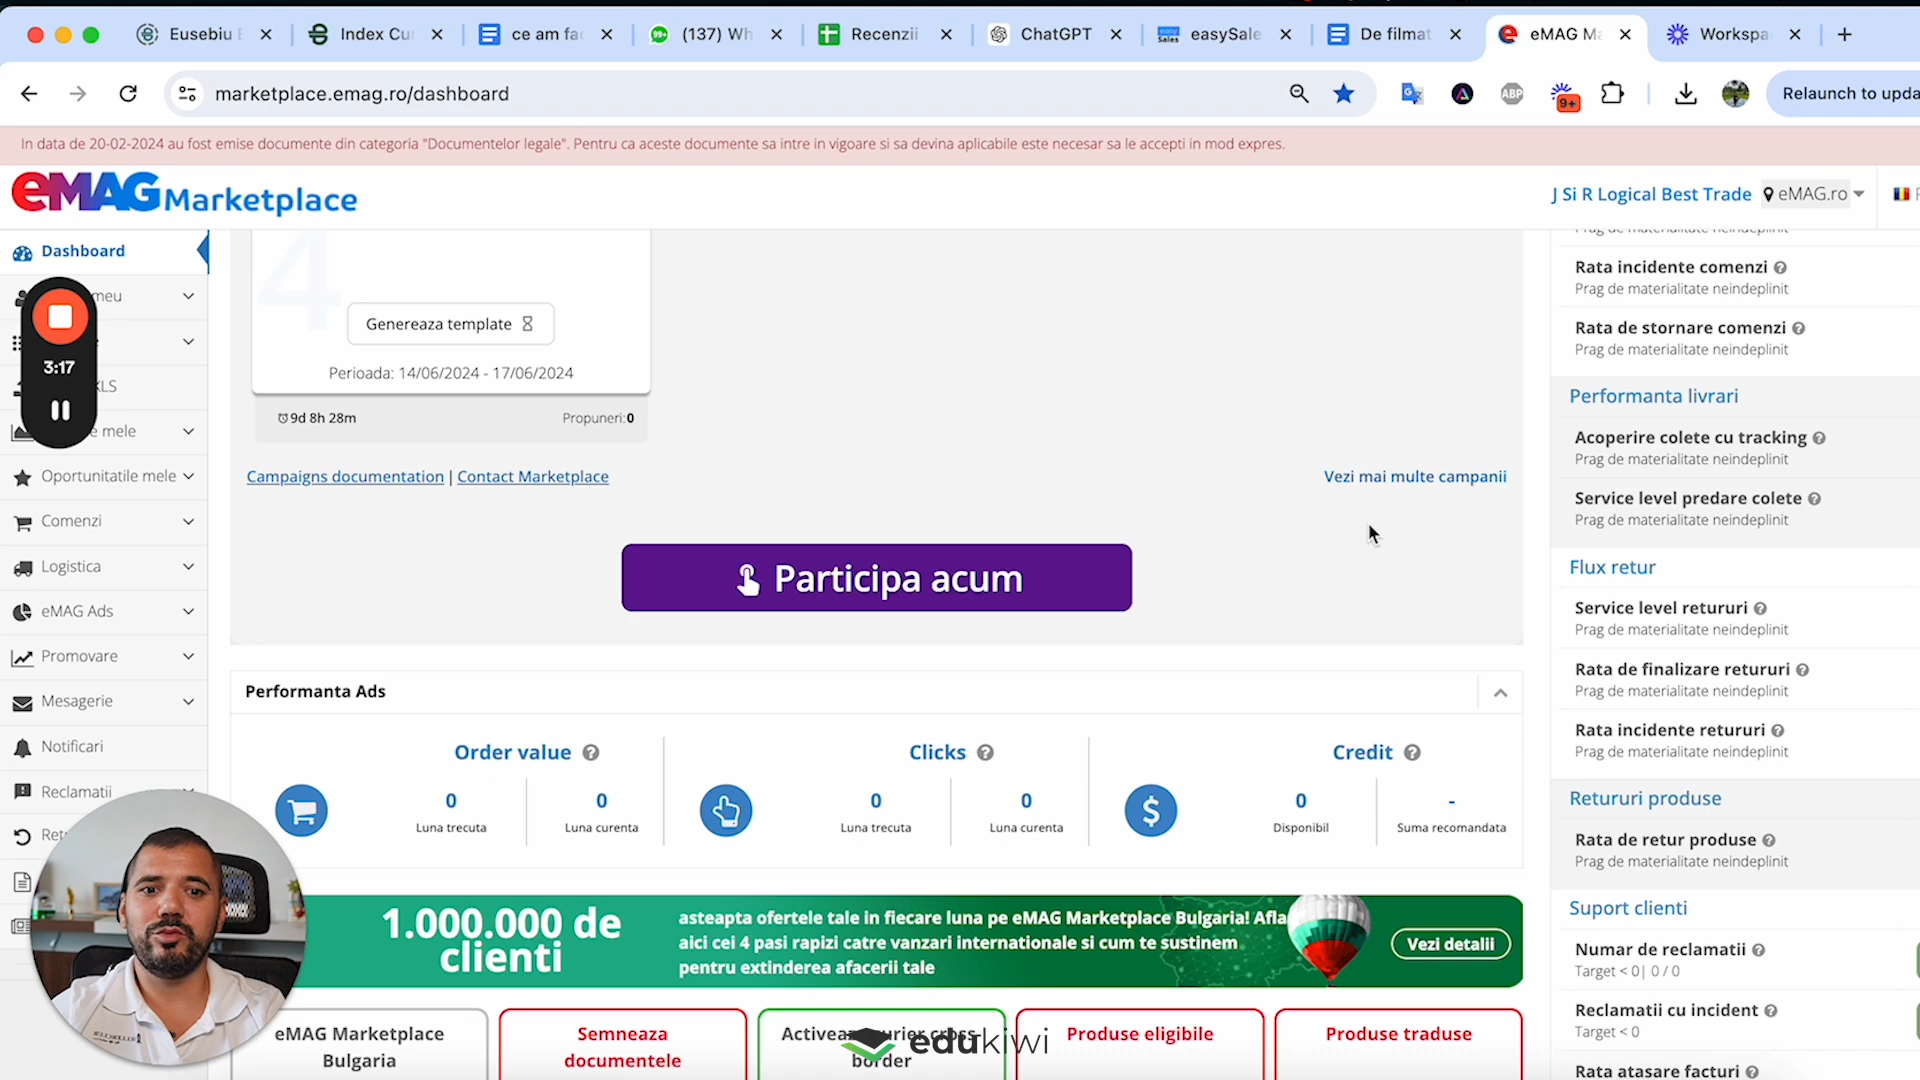 Eusebiu
Index Cu
ce am fac
(137) Wh
Recenzii
ChatGPT
easySale
De filmat
eMAG Ma
Workspa
marketplace.emag.ro/dashboard
ABP
9+
Relaunch to upda
In data de 20-02-2024 au fost emise documente din categoria "Documentelor legale". Pentru ca aceste documente sa intre in vigoare si sa devina aplicabile este necesar sa le accepti in mod expres.
eMAG Marketplace
J Si R Logical Best Trade
eMAG.ro
Dashboard
meu
3:17
XLS
e mele
Oportunitatile mele
Comenzi
Logistica
eMAG Ads
Promovare
Mesagerie
Notificari
Reclamatii
Ret
4
Genereaza template
Perioada: 14/06/2024 - 17/06/2024
9d 8h 28m
Propuneri:0
Campaigns documentation | Contact Marketplace
Vezi mai multe campanii
Participa acum
Performanta Ads
Order value
0
Luna trecuta
0
Luna curenta
Clicks
0
Luna trecuta
0
Luna curenta
Credit
0
Disponibil
-
Suma recomandata
1.000.000 de
clienti
asteapta ofertele tale in fiecare luna pe eMAG Marketplace Bulgaria! Afla
aici cei 4 pasi rapizi catre vanzari internationale si cum te sustinem
pentru extinderea afacerii tale
Vezi detalii
eMAG Marketplace
Bulgaria
Semneaza
documentele
border
Produse eligibile
Produse traduse
edukiwi
Prag de materialitate neindeplinit
Rata incidente comenzi
Prag de materialitate neindeplinit
Rata de stornare comenzi
Prag de materialitate neindeplinit
Performanta livrari
Acoperire colete cu tracking
Prag de materialitate neindeplinit
Service level predare colete
Prag de materialitate neindeplinit
Flux retur
Service level retururi
Prag de materialitate neindeplinit
Rata de finalizare retururi
Prag de materialitate neindeplinit
Rata incidente retururi
Prag de materialitate neindeplinit
Retururi produse
Rata de retur produse
Prag de materialitate neindeplinit
Suport clienti
Numar de reclamatii
Target < 0| 0 / 0
Reclamatii cu incident
Target < 0
Rata atasare facturi